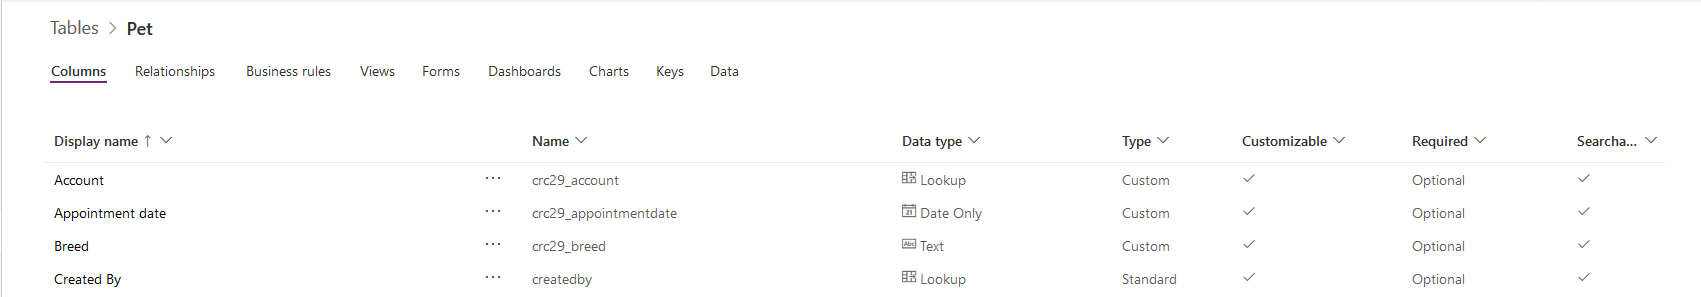 Tables > Pet
Columns Relationships Business rules Views Forms Dashboards Charts Keys Data
Display name ↑ Name Data type Type Customizable Required Searcha...
Account ... crc29_account Lookup Custom Optional
Appointment date ... crc29_appointmentdate 21 Date Only Custom Optional
Breed ... crc29_breed Abc Text Custom Optional
Created By ... createdby Lookup Standard Optional